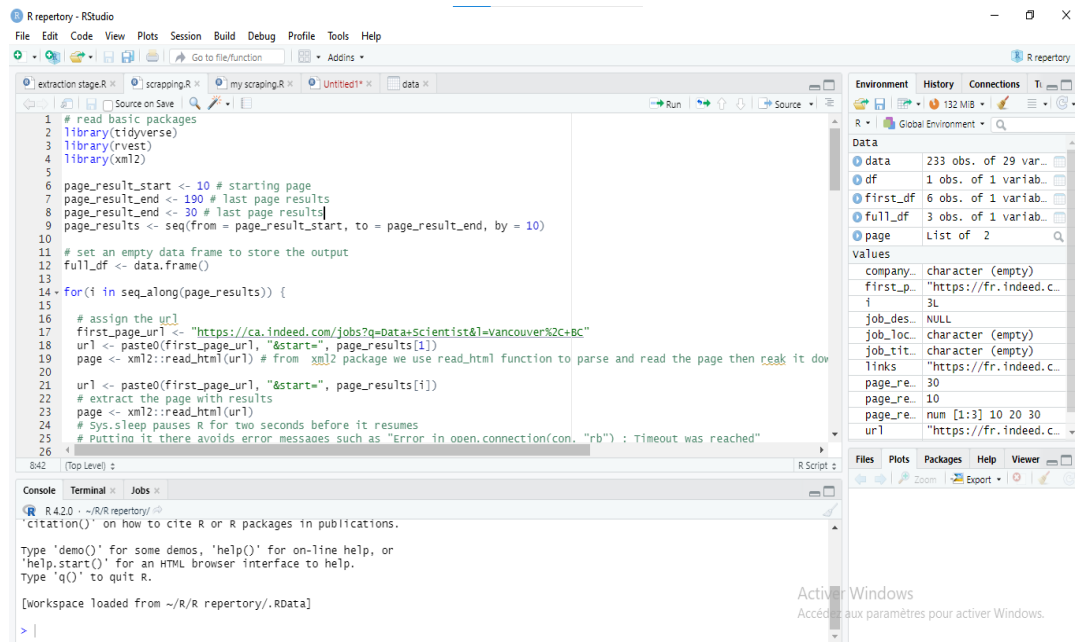 R repertory - RStudio
File Edit Code View Plots Session Build Debug Profile Tools Help
Go to file/function Addins R repertory
extraction stage.R scrapping.R my scraping.R Untitled1* data
Source on Save Run Source
1 # read basic packages
2 library(tidyverse)
3 library(rvest)
4 library(xml2)
5
6 page_result_start <- 10 # starting page
7 page_result_end <- 190 # last page results
8 page_result_end <- 30 # last page results
9 page_results <- seq(from = page_result_start, to = page_result_end, by = 10)
10
11 # set an empty data frame to store the output
12 full_df <- data.frame()
13
14 for(i in seq_along(page_results)) {
15
16 # assign the url
17 first_page_url <- "https://ca.indeed.com/jobs?q=Data+Scientist&l=Vancouver%2C+BC"
18 url <- paste0(first_page_url, "&start=", page_results[1])
19 page <- xml2::read_html(url) # from xml2 package we use read_html function to parse and read the page then reak it dow
20
21 url <- paste0(first_page_url, "&start=", page_results[i])
22 # extract the page with results
23 page <- xml2::read_html(url)
24 # Sys.sleep pauses R for two seconds before it resumes
25 # Putting it there avoids error messages such as "Error in open.connection(con, "rb") : Timeout was reached"
26
8:42 (Top Level) R Script
Console Terminal Jobs
R 4.2.0 · ~/R/R repertory/
'citation()' on how to cite R or R packages in publications.
Type 'demo()' for some demos, 'help()' for on-line help, or
'help.start()' for an HTML browser interface to help.
Type 'q()' to quit R.
[Workspace loaded from ~/R/R repertory/.RData]
>
Environment History Connections Tu
132 MiB
R Global Environment
Data
data 233 obs. of 29 var…
df 1 obs. of 1 variab…
first_df 6 obs. of 1 variab…
full_df 3 obs. of 1 variab…
page List of 2
Values
company… character (empty)
first_p… "https://fr.indeed.c…
i 3L
job_des… NULL
job_loc… character (empty)
job_tit… character (empty)
links "https://fr.indeed.c…
page_re… 30
page_re… 10
page_re… num [1:3] 10 20 30
url "https://fr.indeed.c…
Files Plots Packages Help Viewer
Zoom Export
Activer Windows
Accédez aux paramètres pour activer Windows.